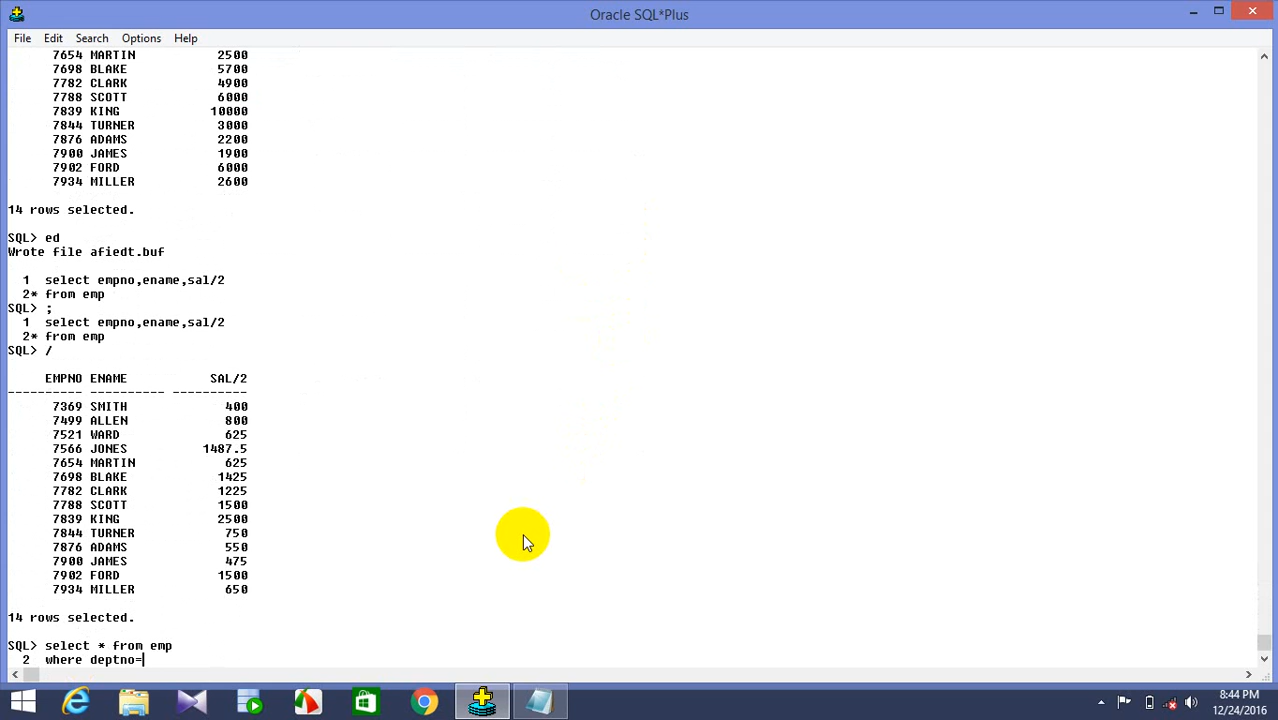 Oracle SQL*Plus
File Edit Search Options Help
7654 MARTIN 2500
7698 BLAKE 5700
7782 CLARK 4900
7788 SCOTT 6000
7839 KING 10000
7844 TURNER 3000
7876 ADAMS 2200
7900 JAMES 1900
7902 FORD 6000
7934 MILLER 2600
14 rows selected.
SQL> ed
Wrote file afiedt.buf
1 select empno,ename,sal/2
2* from emp
SQL> ;
1 select empno,ename,sal/2
2* from emp
SQL> /
EMPNO ENAME SAL/2
---------- ---------- ----------
7369 SMITH 400
7499 ALLEN 800
7521 WARD 625
7566 JONES 1487.5
7654 MARTIN 625
7698 BLAKE 1425
7782 CLARK 1225
7788 SCOTT 1500
7839 KING 2500
7844 TURNER 750
7876 ADAMS 550
7900 JAMES 475
7902 FORD 1500
7934 MILLER 650
14 rows selected.
SQL> select * from emp
2 where deptno=
8:44 PM
12/24/2016